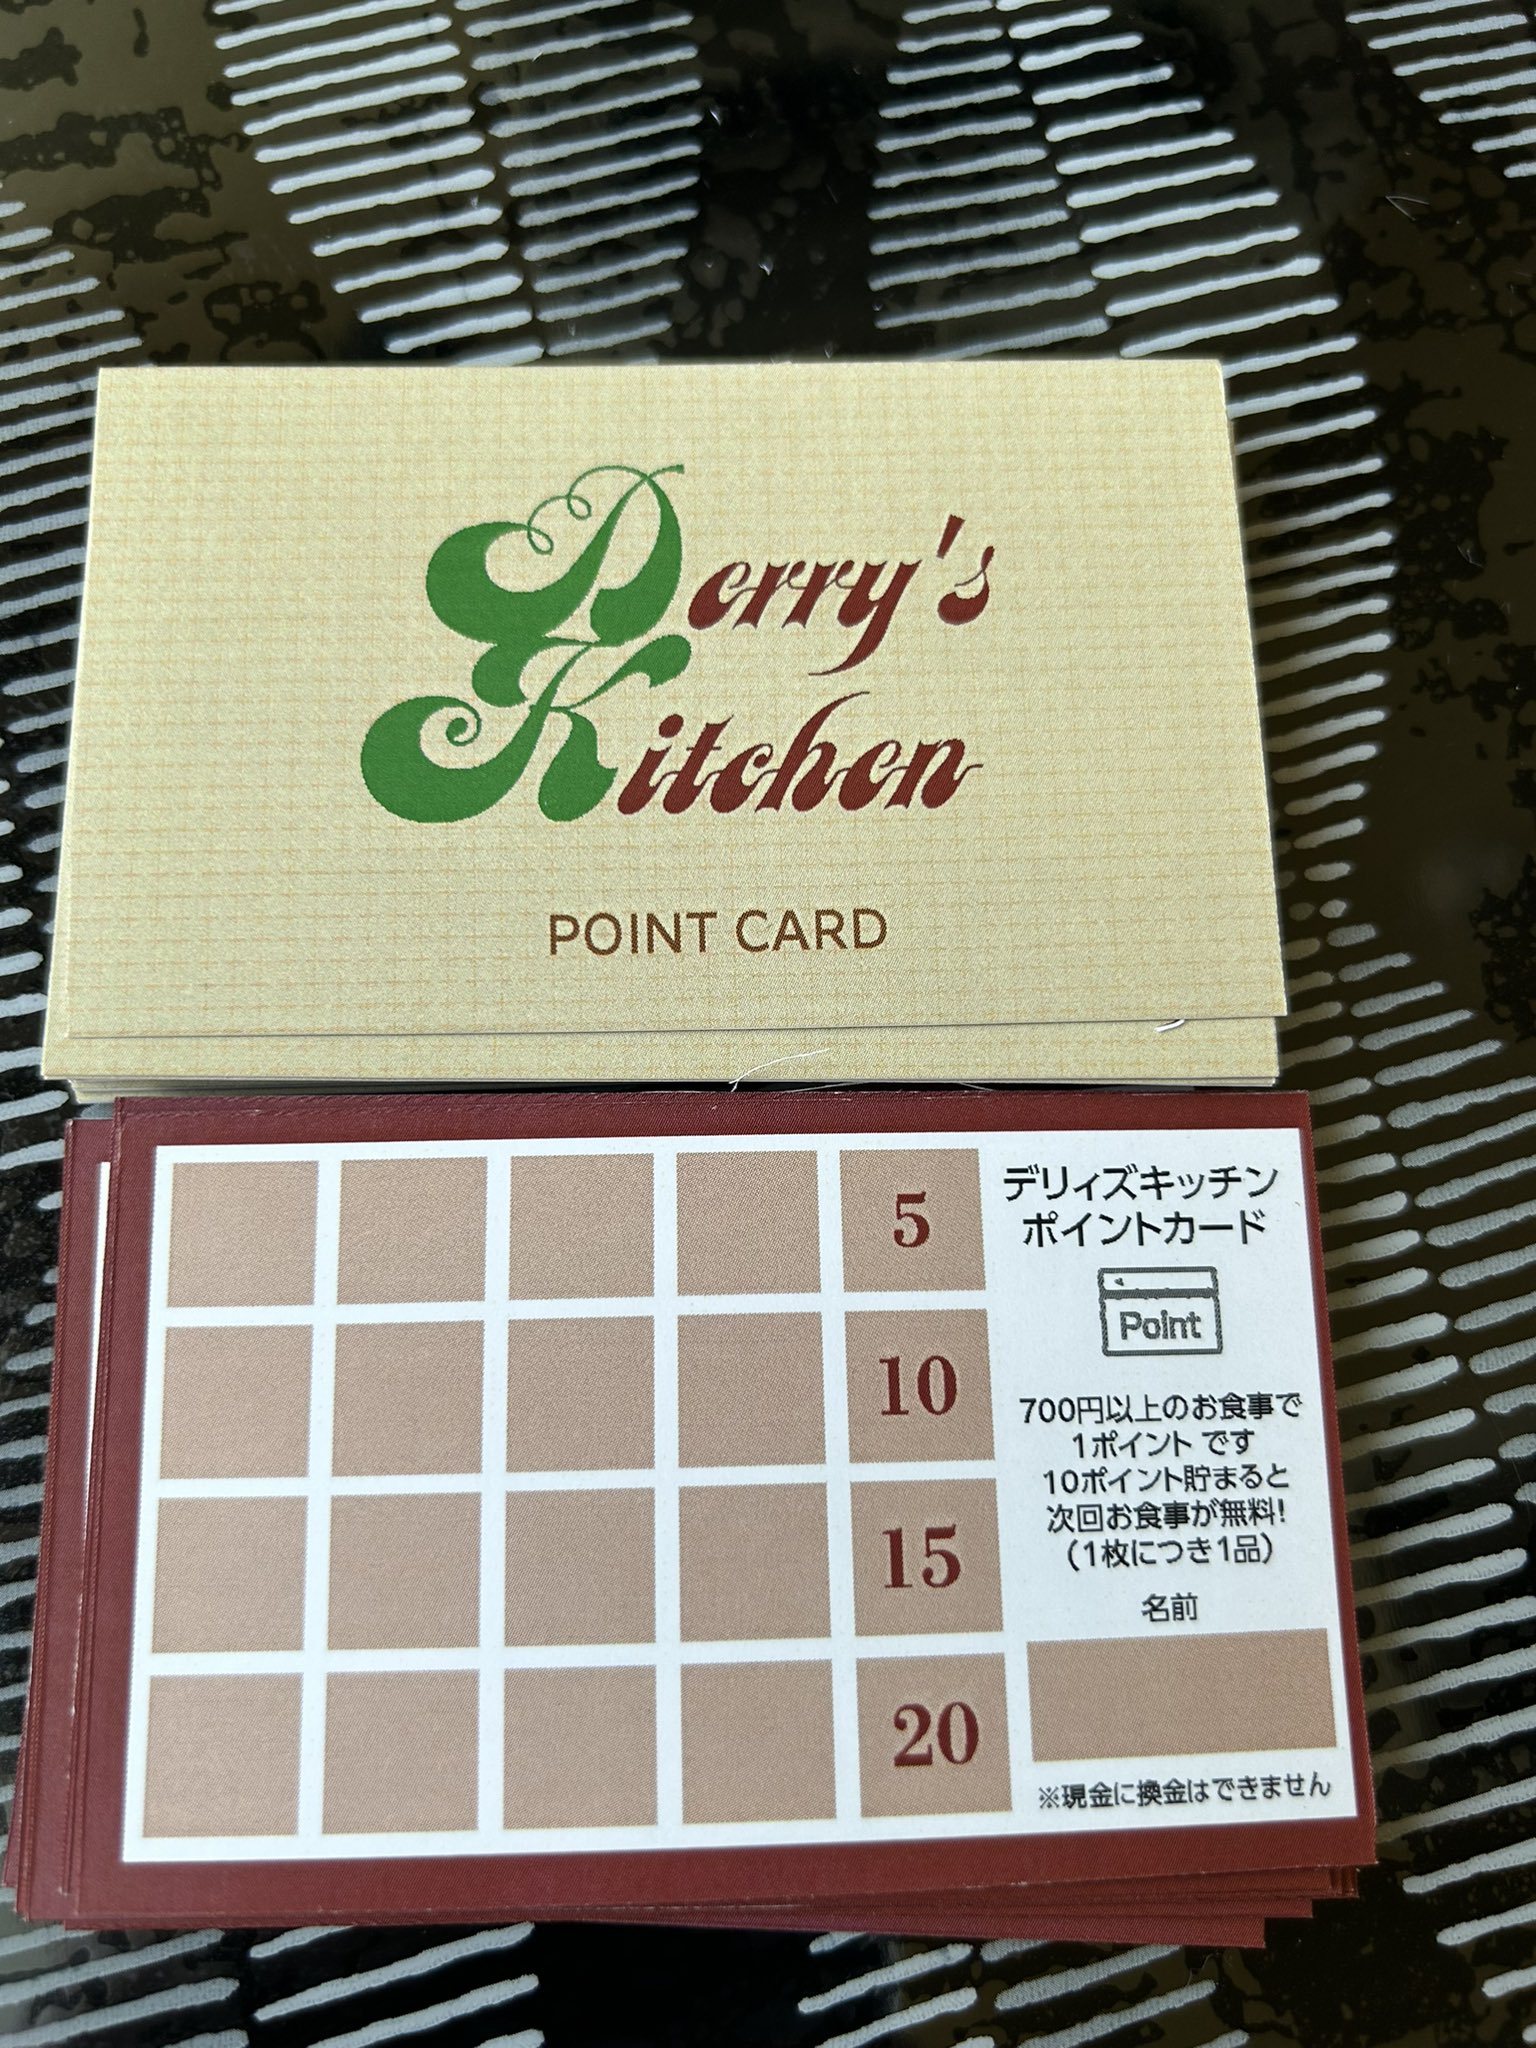 Derry's
Kitchen
POINT CARD
5
10
15
20
デリィズキッチン
ポイントカード
Point
700円以上のお食事で
1ポイント です
10ポイント貯まると
次回お食事が無料!
(1枚につき1品)
名前
※現金に換金はできません